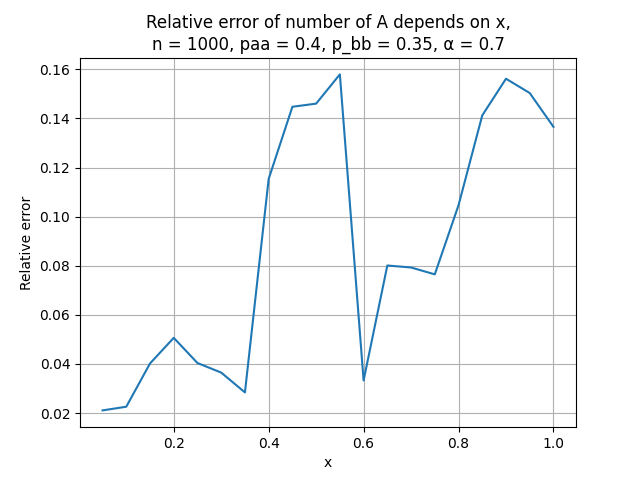 Relative error of number of A depends on x,
n = 1000, paa = 0.4, p_bb = 0.35, α = 0.7
0.16
0.14
0.12
0.10
0.08
0.06
0.04
0.02
Relative error
0.2 0.4 0.6 0.8 1.0
x